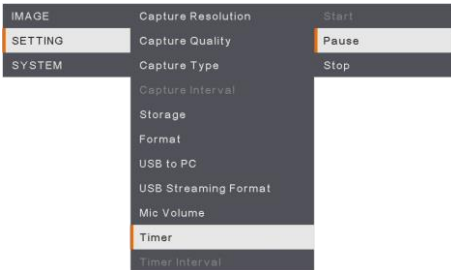 IMAGE
SETTING
SYSTEM
Capture Resolution
Capture Quality
Capture Type
Capture Interval
Storage
Format
USB to PC
USB Streaming Format
Mic Volume
Timer
Timer Interval
Start
Pause
Stop